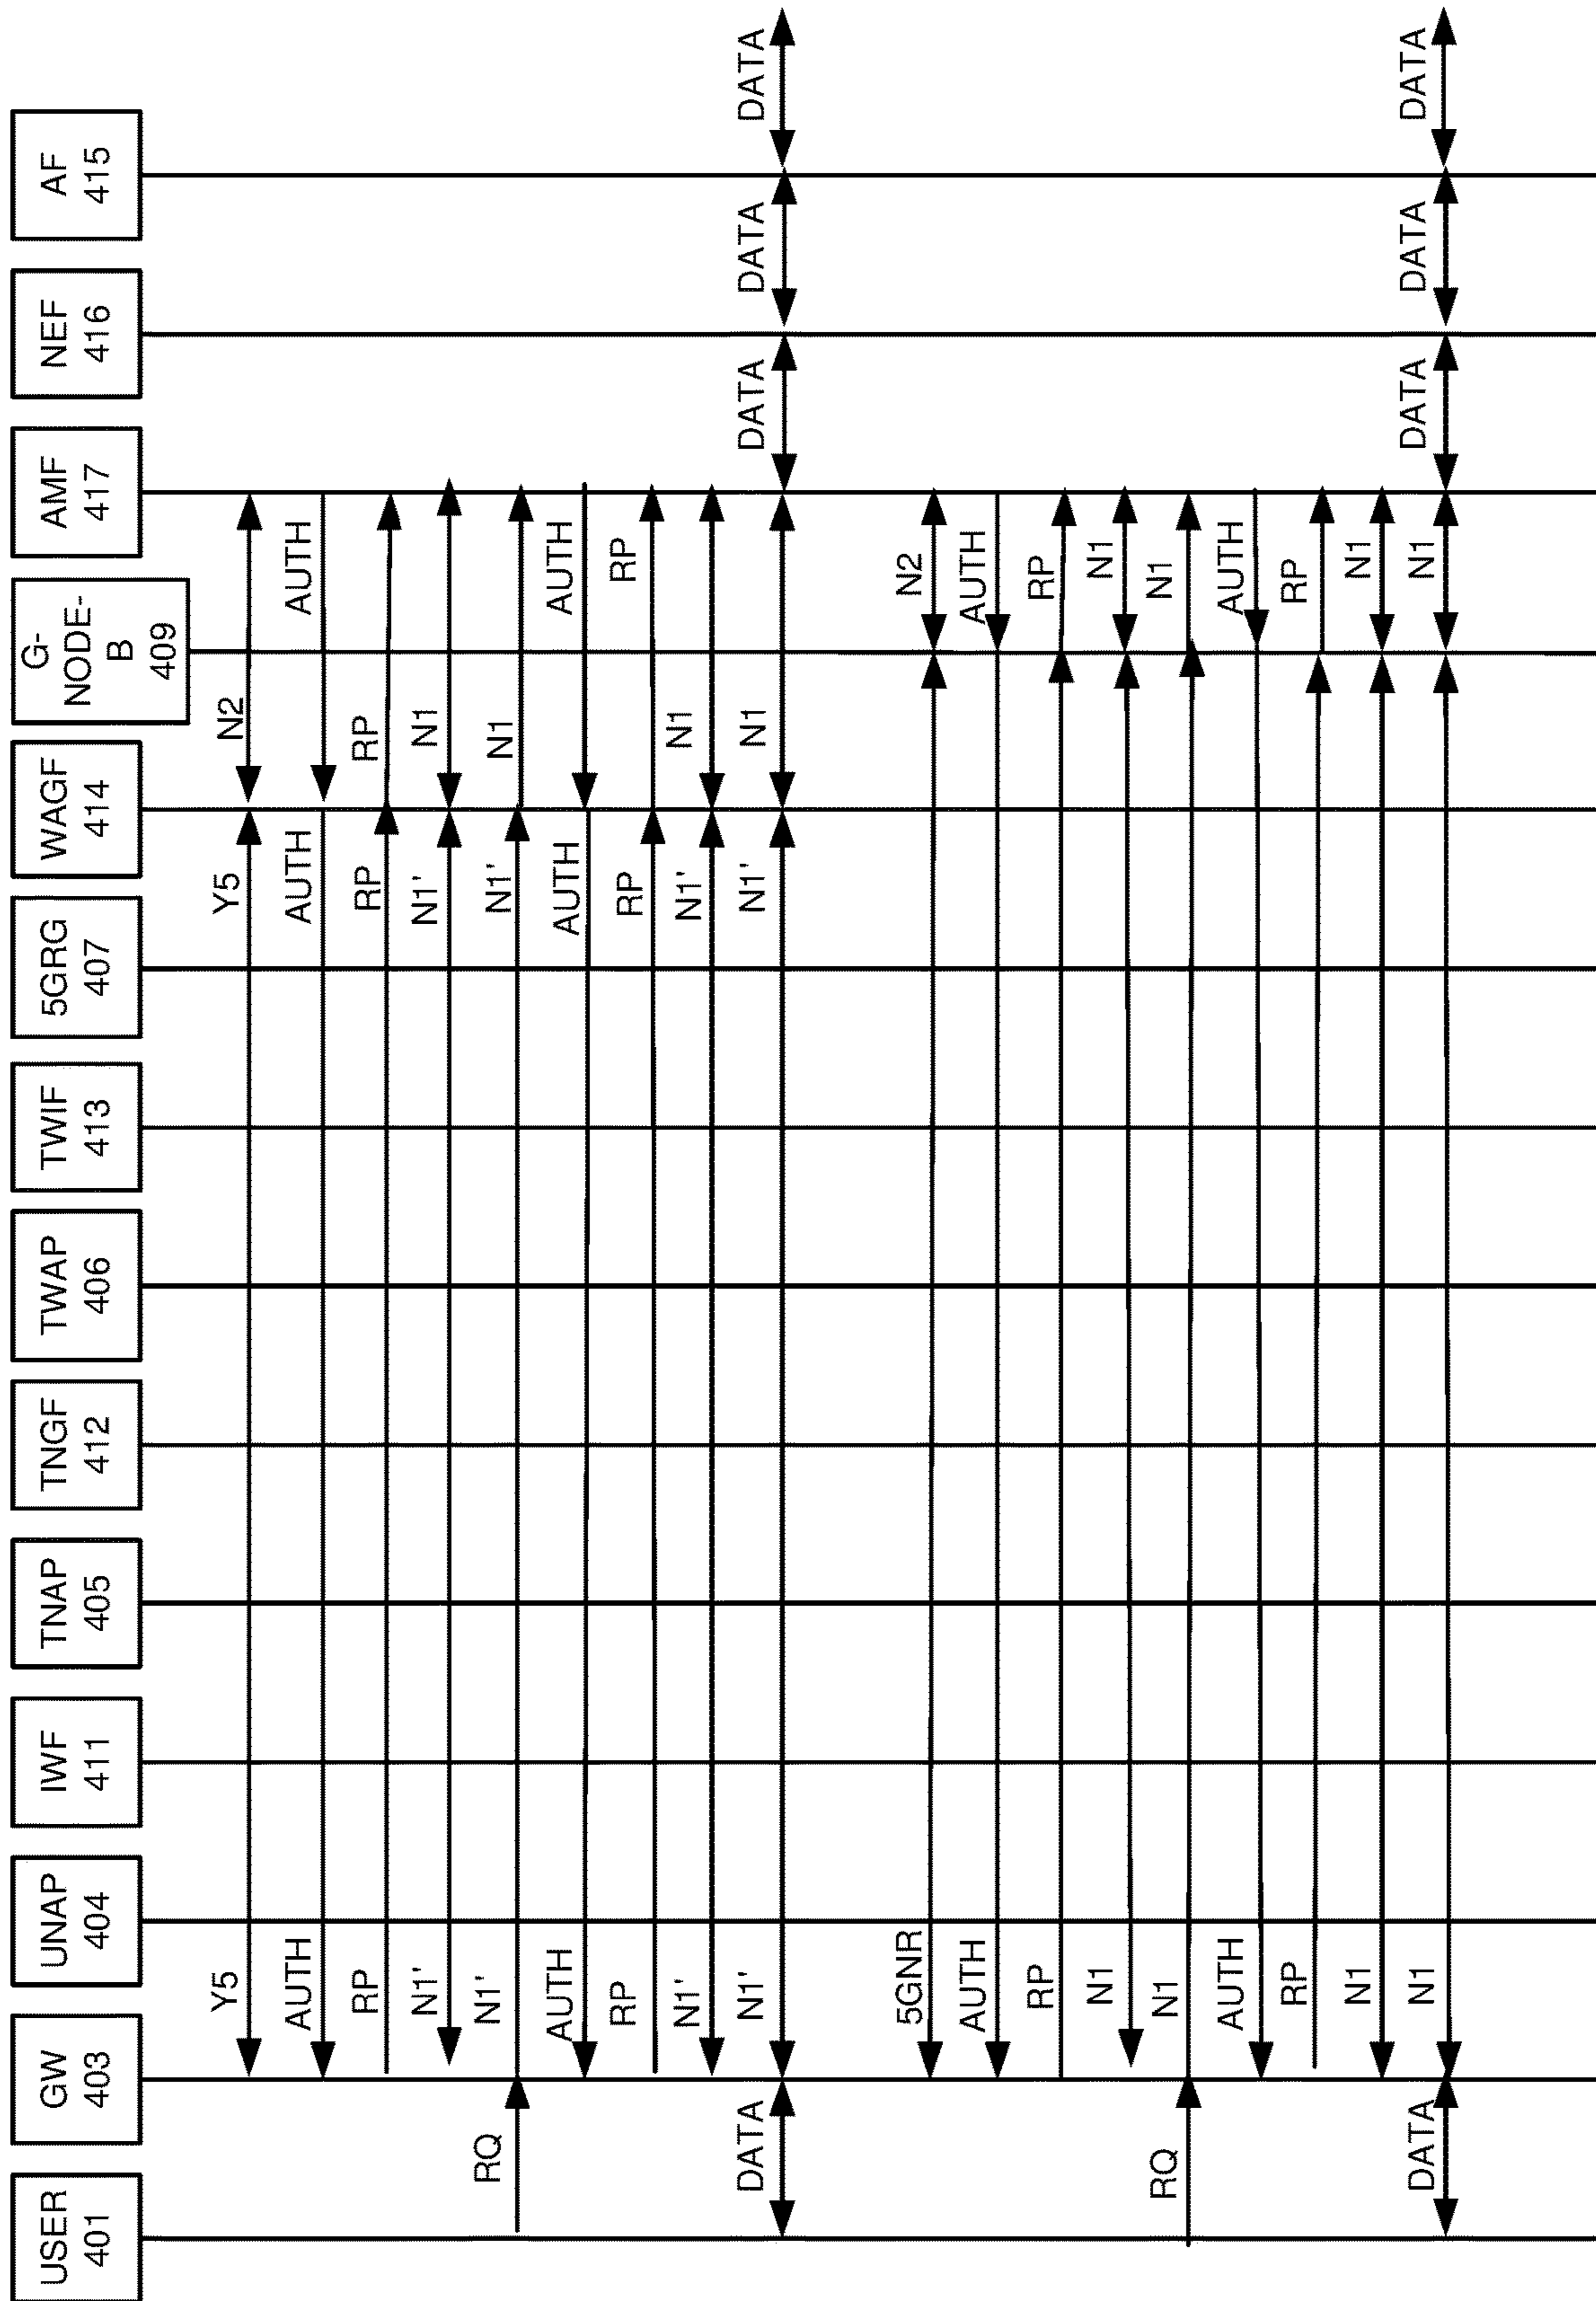 USER
401
GW
403
UNAP
404
IWF
411
TNAP
405
TNGF
412
TWAP
406
TWIF
413
5GRG
407
WAGF
414
G-
NODE-
B
409
AMF
417
NEF
416
AF
415
Y5 Y5 N2
AUTH AUTH AUTH
RP RP RP
N1' N1' N1
RQ N1' N1' N1
AUTH AUTH AUTH
RP RP RP
N1' N1' N1
DATA N1' N1' N1 DATA DATA DATA
5GNR N2
AUTH AUTH
RP RP
N1 N1
RQ N1 N1
AUTH AUTH
RP RP
N1 N1
DATA N1 N1 DATA DATA DATA